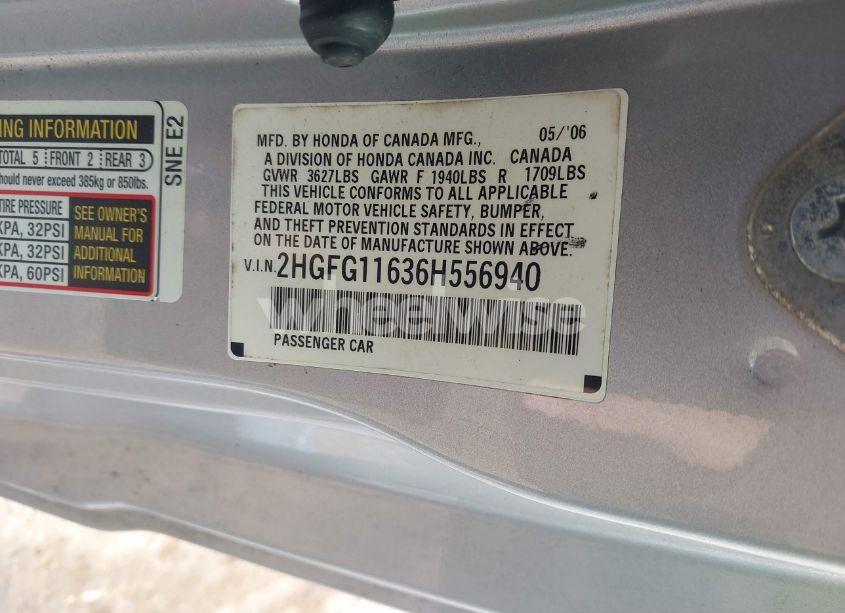 ING INFORMATION
TOTAL 5 FRONT 2 REAR 3
should never exceed 385kg or 850lbs.
TIRE PRESSURE
KPA, 32PSI
KPA, 32PSI
KPA, 60PSI
SEE OWNER'S
MANUAL FOR
ADDITIONAL
INFORMATION
SNE E2
MFD. BY HONDA OF CANADA MFG., 05/'06
A DIVISION OF HONDA CANADA INC. CANADA
GVWR 3627LBS GAWR F 1940LBS R 1709LBS
THIS VEHICLE CONFORMS TO ALL APPLICABLE
FEDERAL MOTOR VEHICLE SAFETY, BUMPER,
AND THEFT PREVENTION STANDARDS IN EFFECT
ON THE DATE OF MANUFACTURE SHOWN ABOVE.
V.I.N. 2HGFG11636H556940
wheelwise
PASSENGER CAR